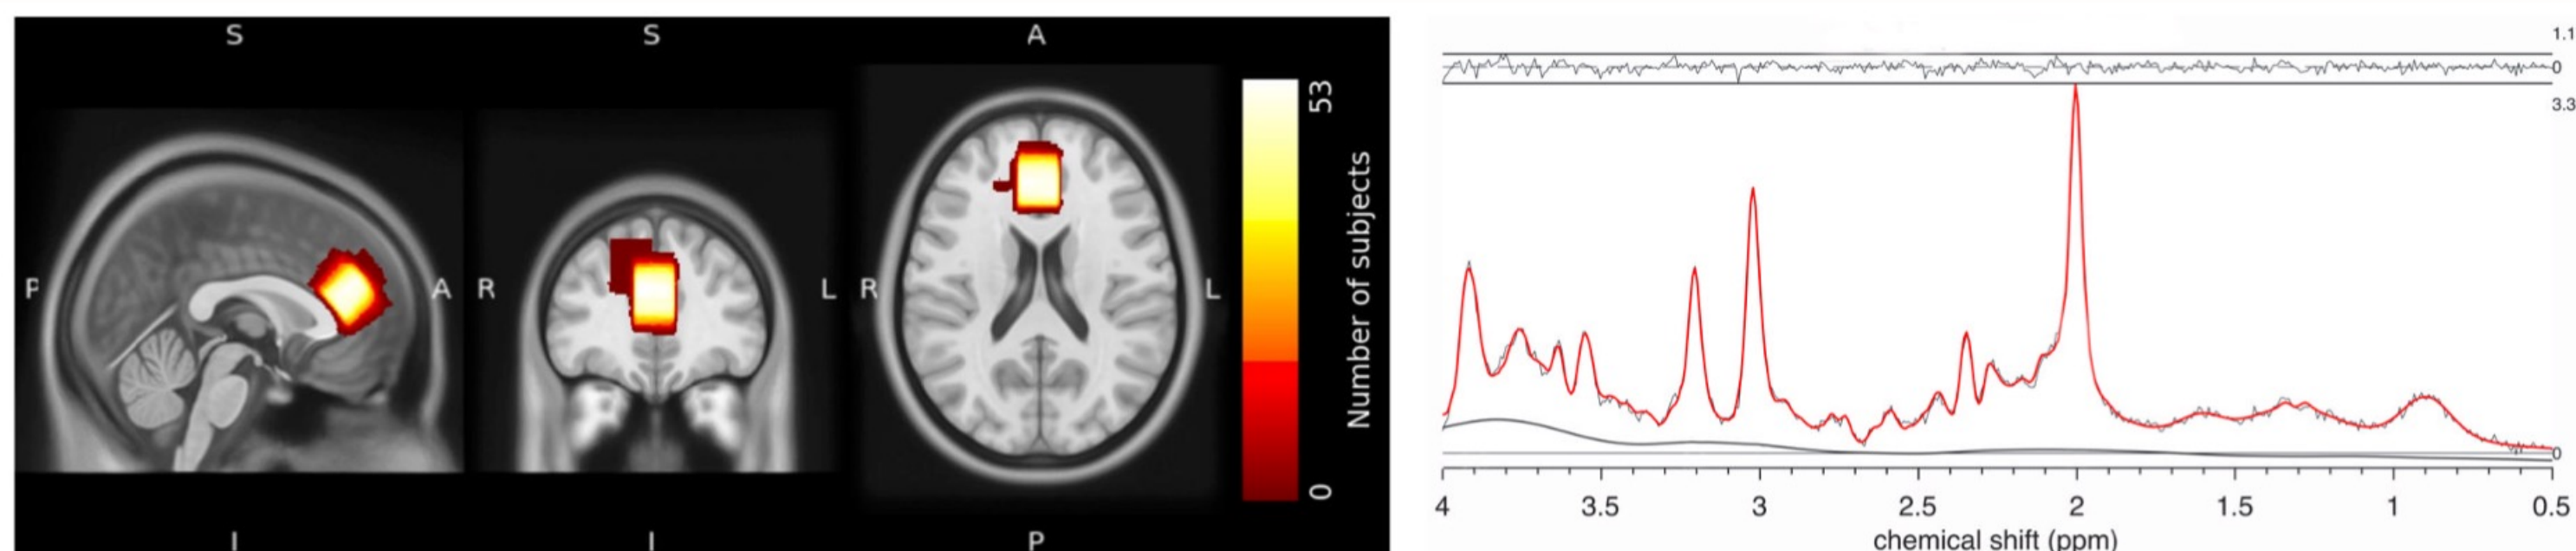 S
S
A
P
A
R
L
R
L
I
I
P
53
0
Number of subjects
1.1
0
3.3
0
4
3.5
3
2.5
2
1.5
1
0.5
chemical shift (ppm)